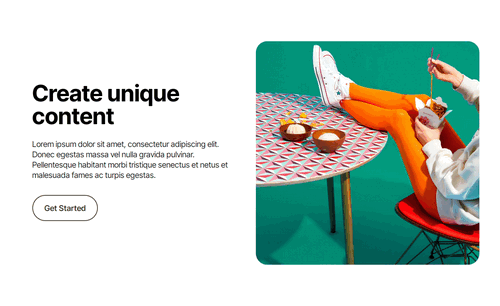 Create unique
content
Lorem ipsum dolor sit amet, consectetur adipiscing elit.
Donec egestas massa vel nulla gravida pulvinar.
Pellentesque habitant morbi tristique senectus et netus et
malesuada fames ac turpis egestas.
Get Started